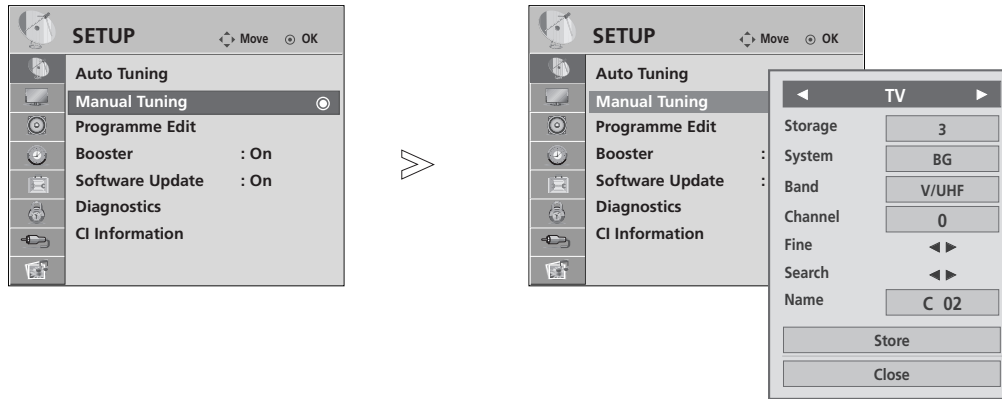 SETUP Move OK
Auto Tuning
Manual Tuning
Programme Edit
Booster : On
Software Update : On
Diagnostics
CI Information
SETUP Move OK
Auto Tuning
Manual Tuning
Programme Edit
Booster :
Software Update :
Diagnostics
CI Information
◄ TV ►
Storage 3
System BG
Band V/UHF
Channel 0
Fine ◄ ►
Search ◄ ►
Name C 02
Store
Close